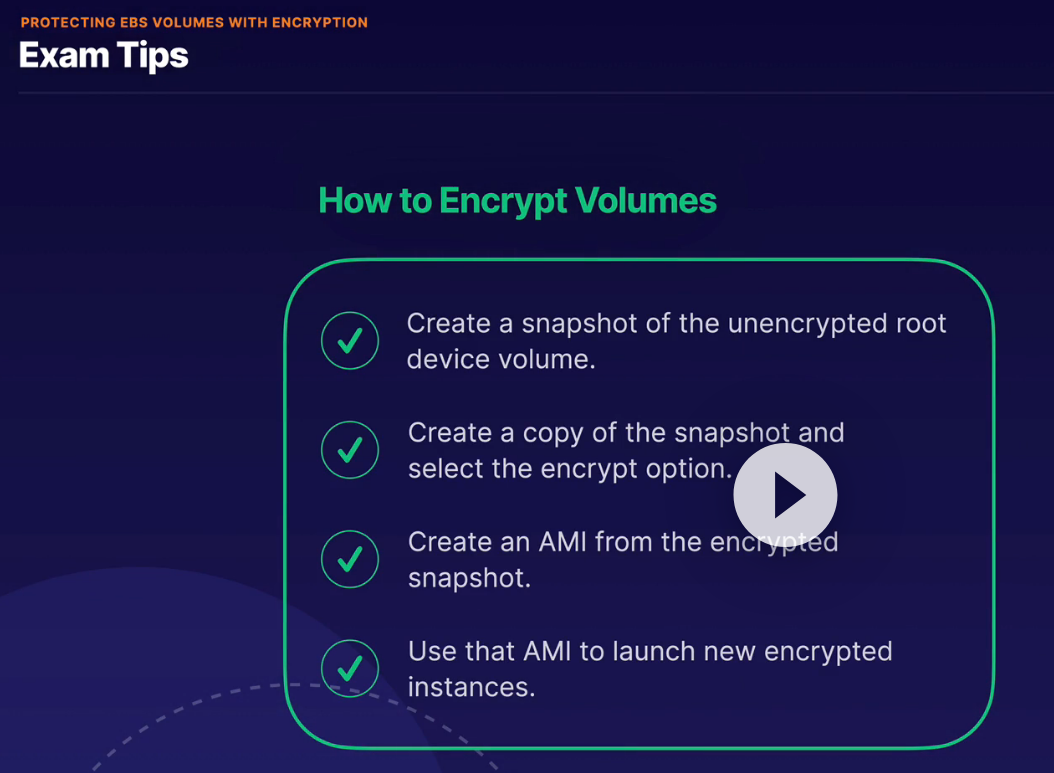 PROTECTING EBS VOLUMES WITH ENCRYPTION
Exam Tips
How to Encrypt Volumes
Create a snapshot of the unencrypted root
device volume.
Create a copy of the snapshot and
select the encrypt option.
Create an AMI from the encrypted
snapshot.
Use that AMI to launch new encrypted
instances.